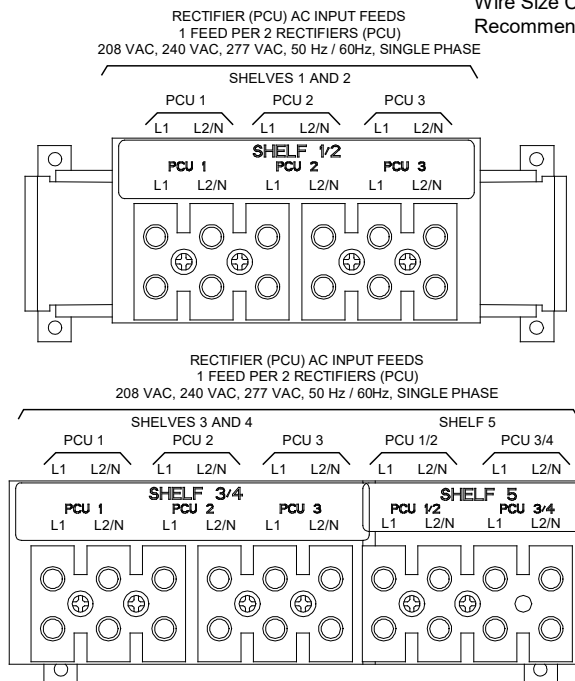 Wire Size C
Recommen
RECTIFIER (PCU) AC INPUT FEEDS
1 FEED PER 2 RECTIFIERS (PCU)
208 VAC, 240 VAC, 277 VAC, 50 Hz / 60Hz, SINGLE PHASE
SHELVES 1 AND 2
PCU 1 PCU 2 PCU 3
L1 L2/N L1 L2/N L1 L2/N
SHELF 1/2
PCU 1 PCU 2 PCU 3
L1 L2/N L1 L2/N L1 L2/N
RECTIFIER (PCU) AC INPUT FEEDS
1 FEED PER 2 RECTIFIERS (PCU)
208 VAC, 240 VAC, 277 VAC, 50 Hz / 60Hz, SINGLE PHASE
SHELVES 3 AND 4 SHELF 5
PCU 1 PCU 2 PCU 3 PCU 1/2 PCU 3/4
L1 L2/N L1 L2/N L1 L2/N L1 L2/N L1 L2/N
SHELF 3/4 SHELF 5
PCU 1 PCU 2 PCU 3 PCU 1/2 PCU 3/4
L1 L2/N L1 L2/N L1 L2/N L1 L2/N L1 L2/N